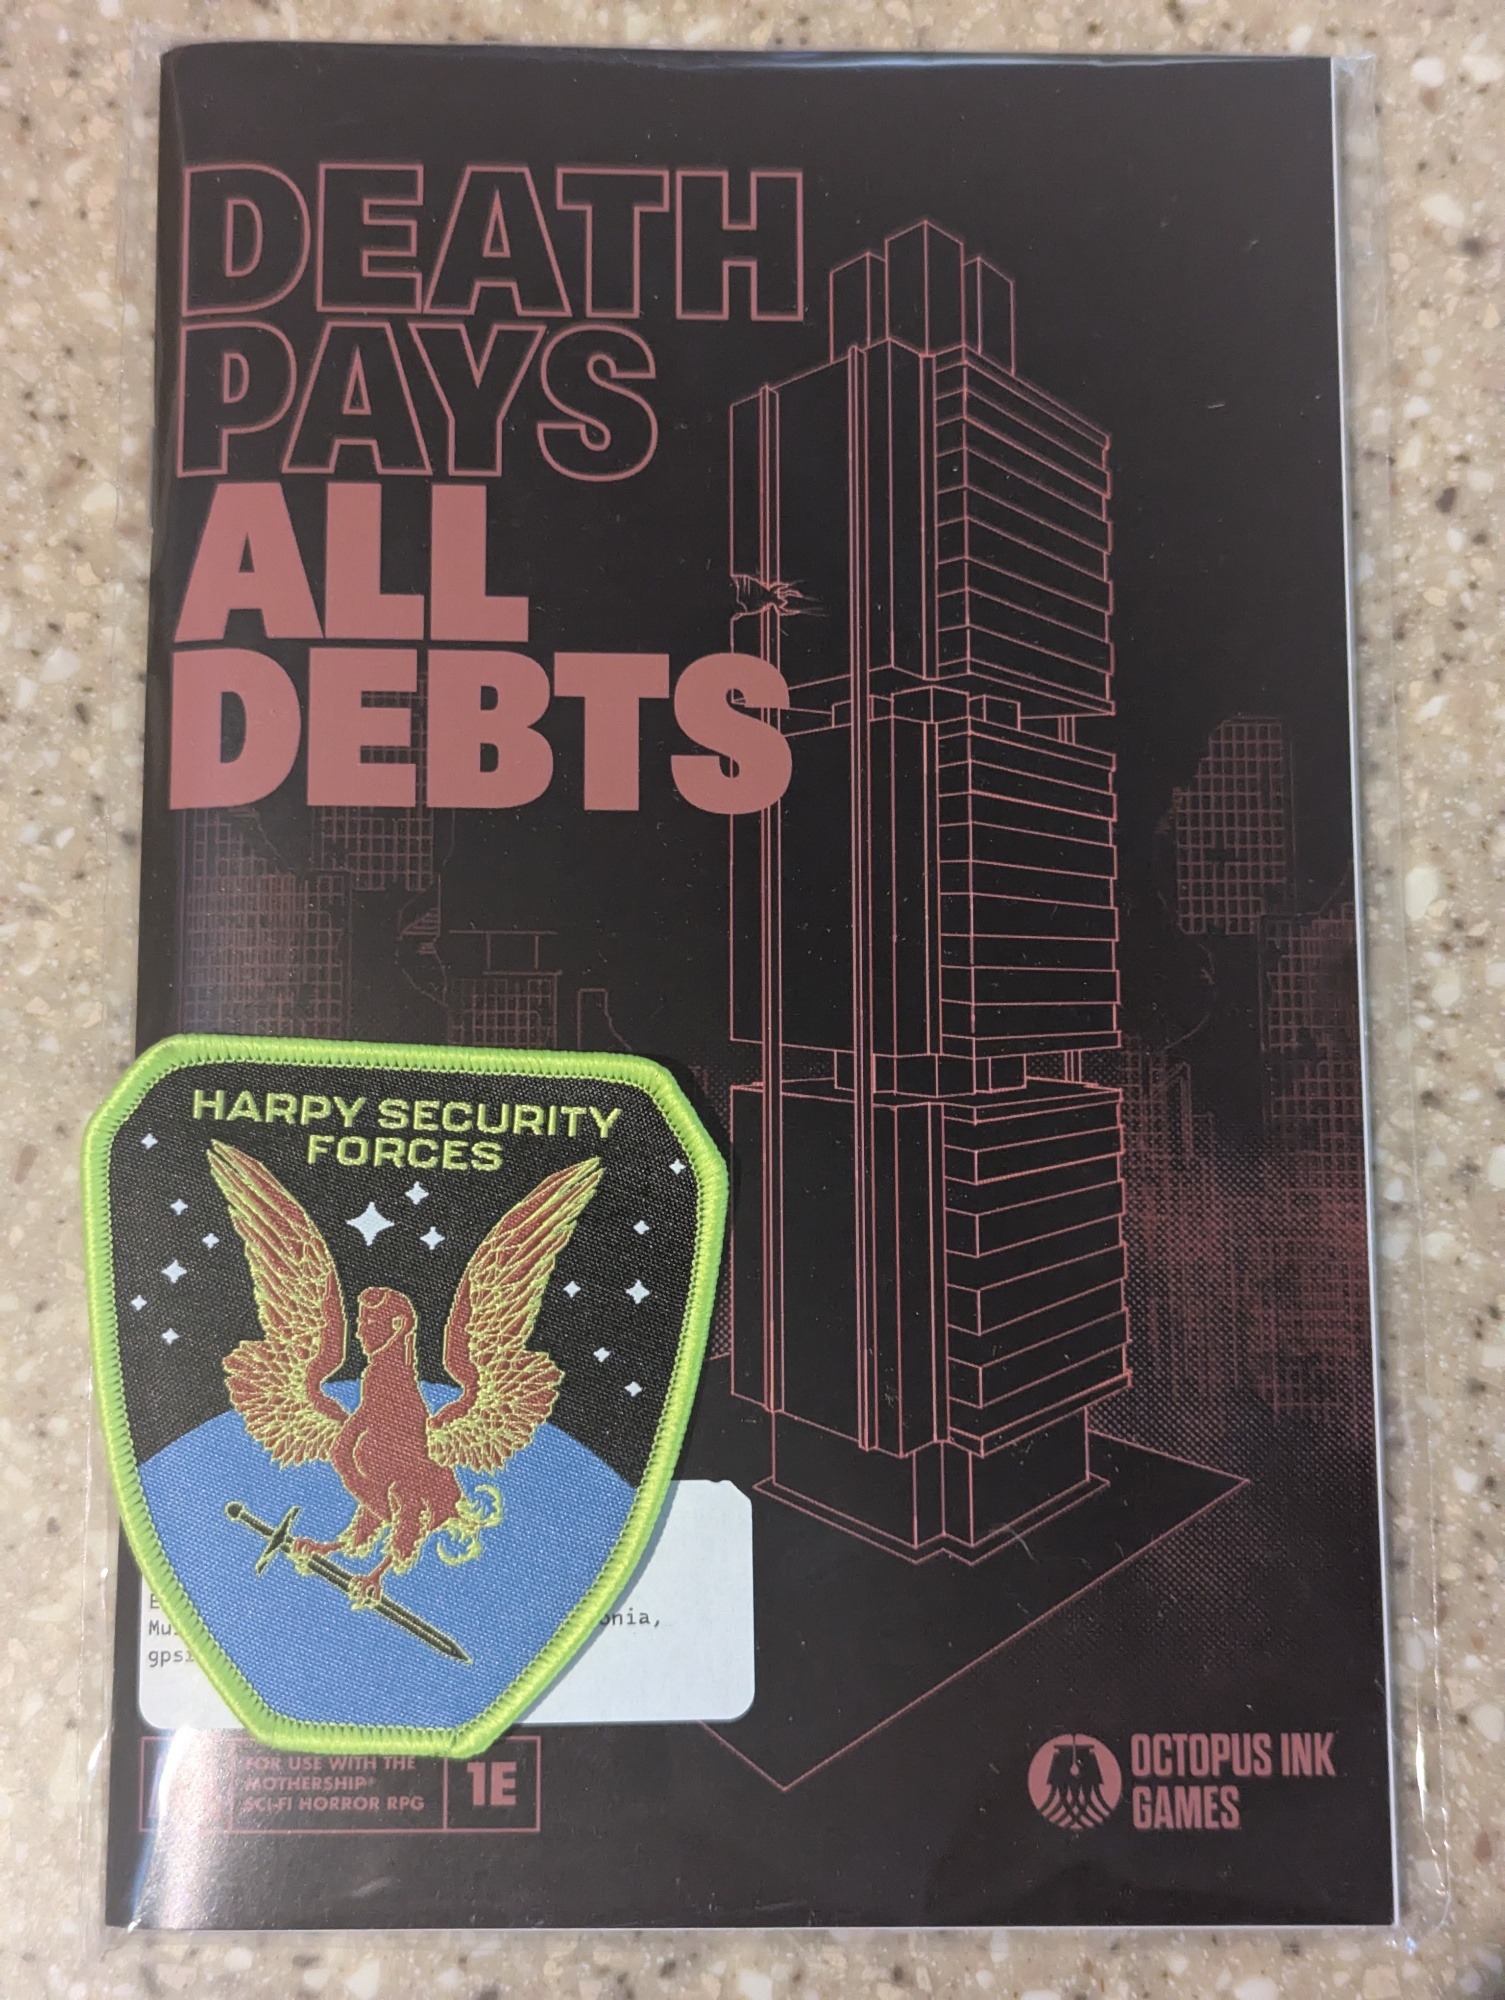 DEATH
PAYS
ALL
DEBTS
HARPY SECURITY
FORCES
onia,
FOR USE WITH THE
MOTHERSHIP®
SCI-FI HORROR RPG
1E
OCTOPUS INK
GAMES